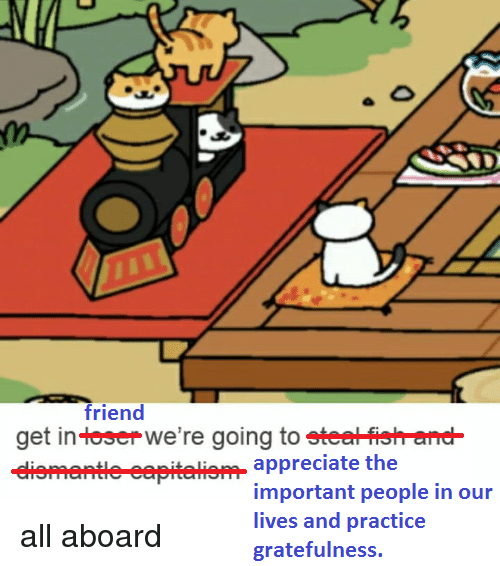 friend
get in loser we're going to steal fish and
dismantle capitalism appreciate the
important people in our
lives and practice
gratefulness.
all aboard